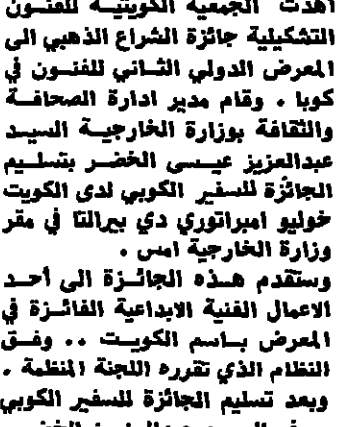 اهدت الجمعية الكويتية للفنون
التشكيلية جائزة الشراع الذهبي الى
المعرض الدولي الثاني للفنون في
كوبا . وقام مدير ادارة الصحافة
والثقافة بوزارة الخارجية السيد
عبدالعزيز عيسى الخضر بتسليم
الجائزة للسفير الكوبي لدى الكويت
خوليو امبراتوري دي بيرالتا في مقر
وزارة الخارجية امس .
وستقدم هذه الجائزة الى أحد
الاعمال الفنية الابداعية الفائزة في
المعرض باسم الكويت .. وفق
النظام الذي تقرره اللجنة المنظمة .
وبعد تسليم الجائزة للسفير الكوبي